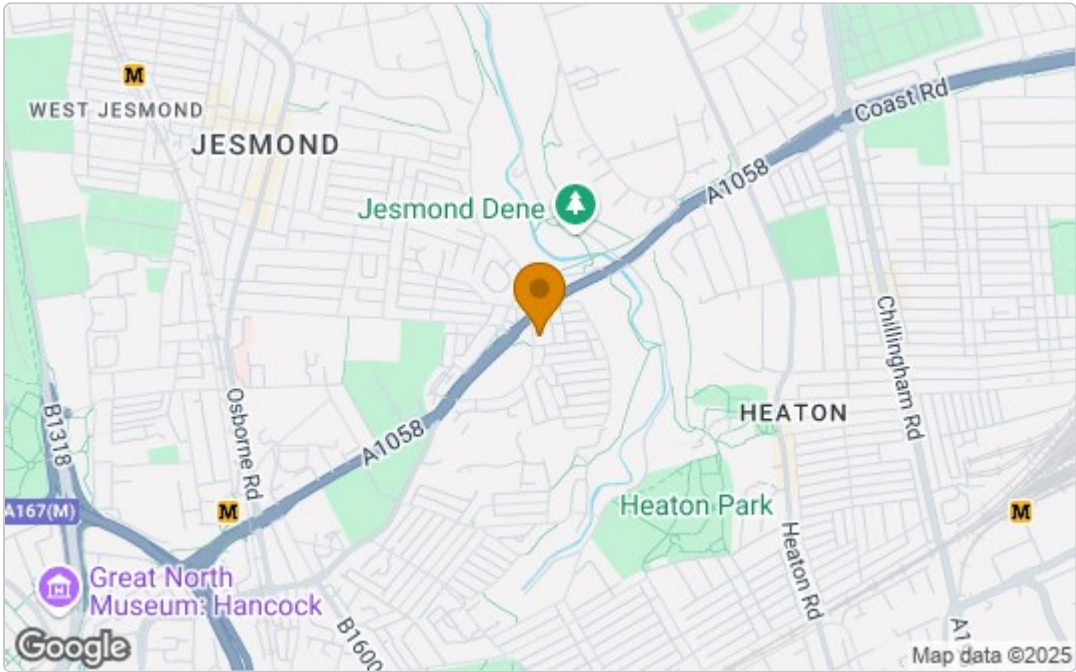 M
WEST JESMOND
JESMOND
Coast Rd
A1058
Jesmond Dene
Chillingham Rd
Osborne Rd
B1318
HEATON
A1058
A167(M)
M
Heaton Park
M
Heaton Rd
Great North
Museum: Hancock
B1600
A1
Google
Map data ©2025